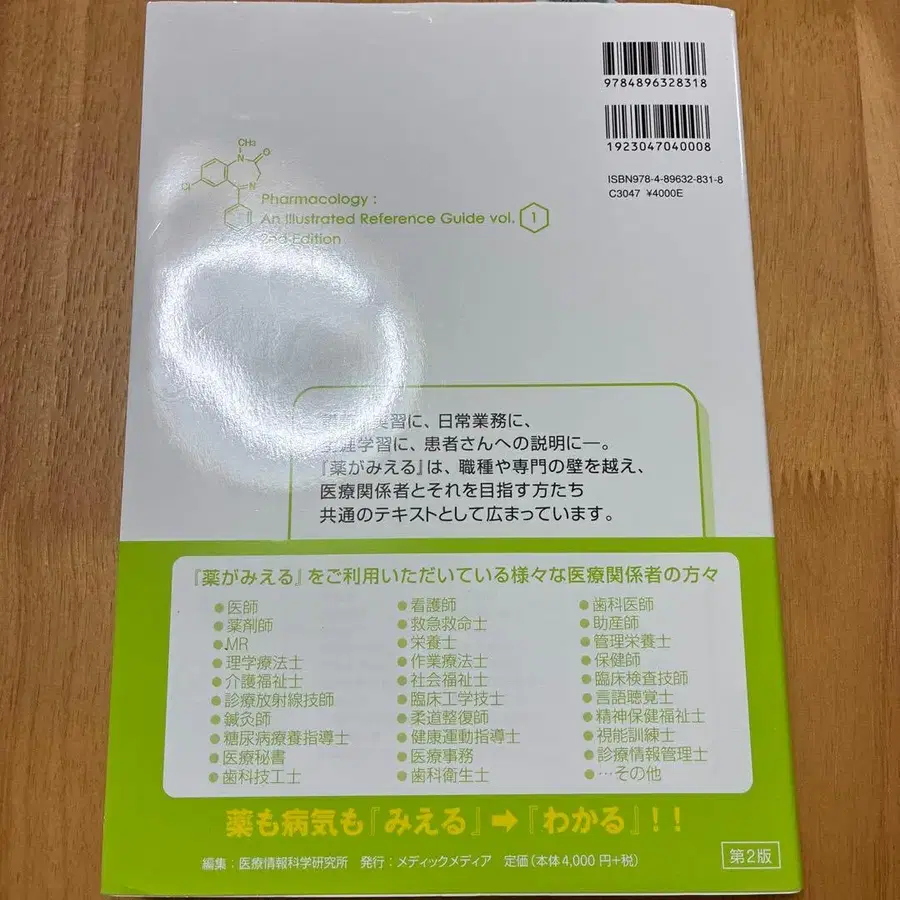 9784896328318
1923047040008
ISBN978-4-89632-831-8
C3047 ¥4000E
CH3
N
O
Cl
N
Pharmacology :
An Illustrated Reference Guide vol. 1
2nd Edition
実習に、日常業務に、
学習に、患者さんへの説明に―。
『薬がみえる』は、職種や専門の壁を越え、
医療関係者とそれを目指す方たち
共通のテキストとして広まっています。
『薬がみえる』をご利用いただいている様々な医療関係者の方々
●医師 ●看護師 ●歯科医師
●薬剤師 ●救急救命士 ●助産師
●MR ●栄養士 ●管理栄養士
●理学療法士 ●作業療法士 ●保健師
●介護福祉士 ●社会福祉士 ●臨床検査技師
●診療放射線技師 ●臨床工学技士 ●言語聴覚士
●鍼灸師 ●柔道整復師 ●精神保健福祉士
●糖尿病療養指導士 ●健康運動指導士 ●視能訓練士
●医療秘書 ●医療事務 ●診療情報管理士
●歯科技工士 ●歯科衛生士 ●…その他
薬も病気も『みえる』➡『わかる』！！
編集：医療情報科学研究所 発行：メディックメディア 定価（本体4,000円+税）
第2版